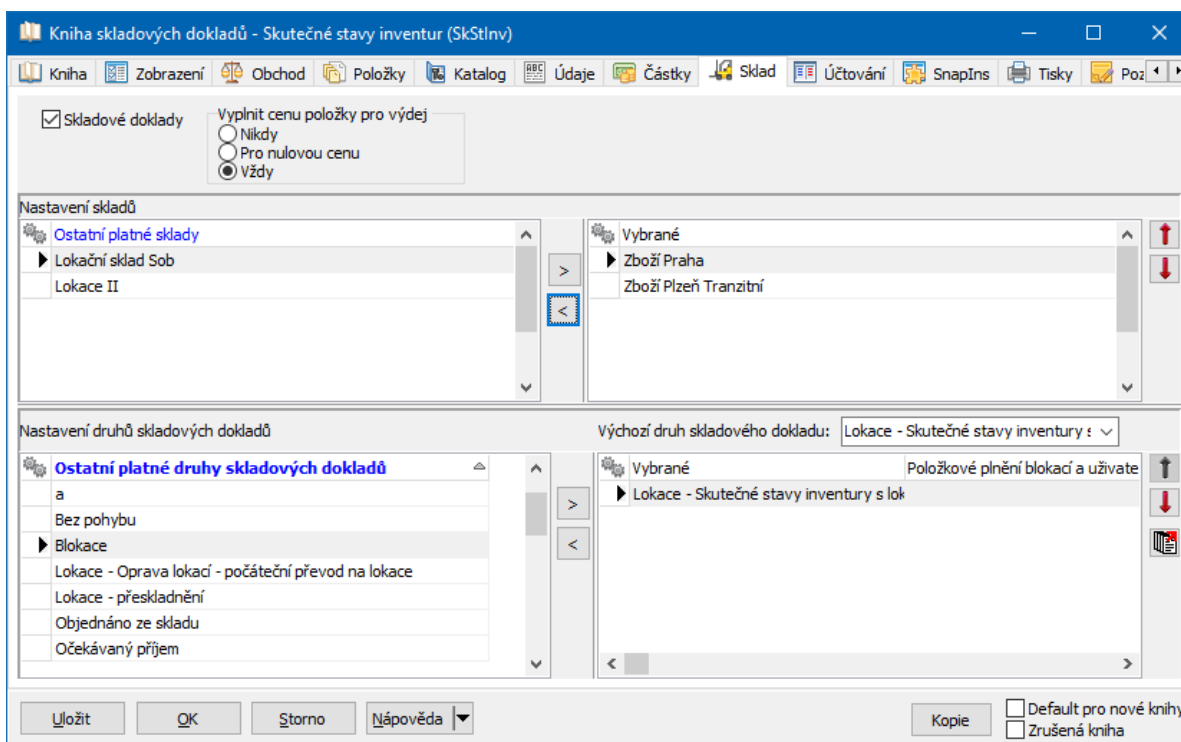 Kniha skladových dokladů - Skutečné stavy inventur (SkStInv)
Kniha Zobrazení Obchod Položky Katalog Údaje Částky Sklad Účtování SnapIns Tisky Poz
Skladové doklady
Vyplnit cenu položky pro výdej
Nikdy
Pro nulovou cenu
Vždy
Nastavení skladů
Ostatní platné sklady
Lokační sklad Sob
Lokace II
>
<
Vybrané
Zboží Praha
Zboží Plzeň Tranzitní
Nastavení druhů skladových dokladů
Výchozí druh skladového dokladu: Lokace - Skutečné stavy inventury s
Ostatní platné druhy skladových dokladů
a
Bez pohybu
Blokace
Lokace - Oprava lokací - počáteční převod na lokace
Lokace - přeskladnění
Objednáno ze skladu
Očekávaný příjem
>
<
Vybrané Položkové plnění blokací a uživate
Lokace - Skutečné stavy inventury s lok
Uložit OK Storno Nápověda Kopie
Default pro nové knihy
Zrušená kniha